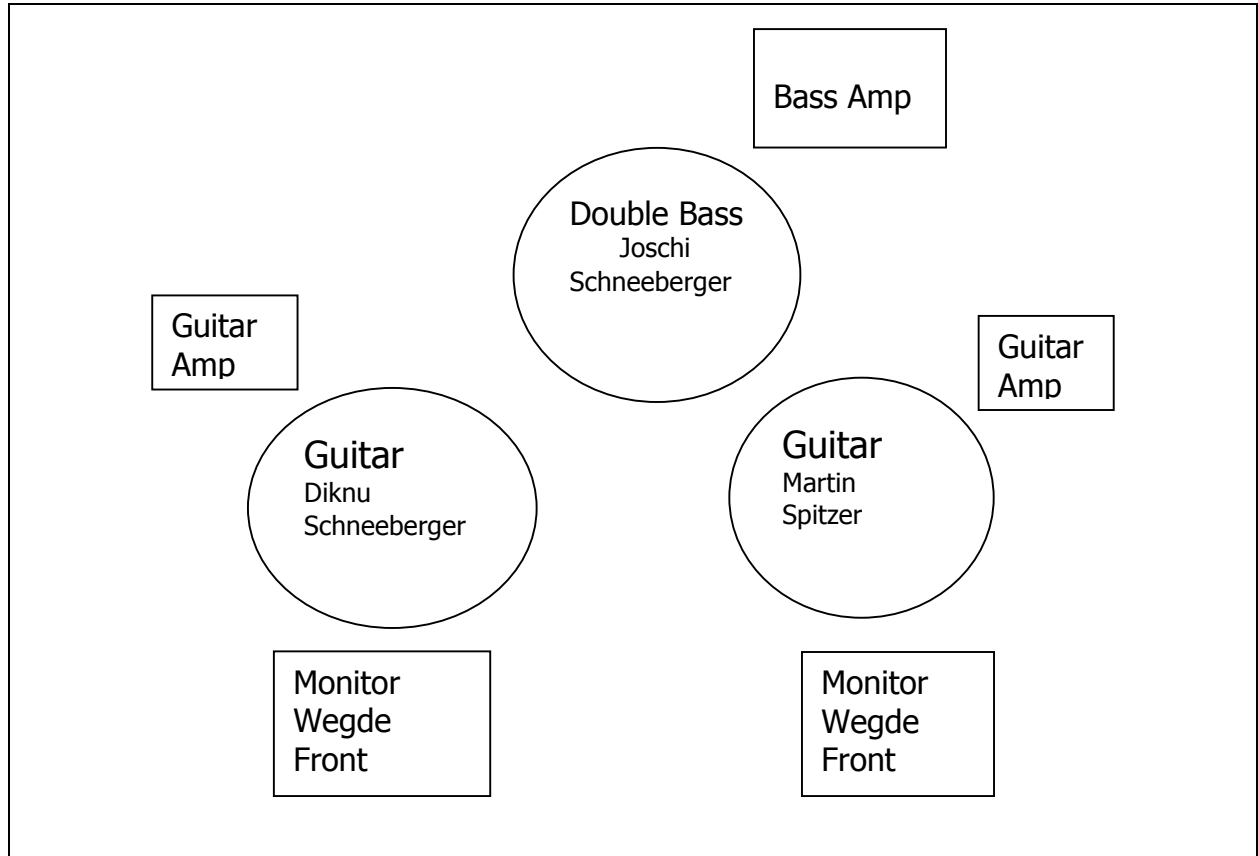 Bass Amp
Double Bass
Joschi
Schneeberger
Guitar
Amp
Guitar
Amp
Guitar
Diknu
Schneeberger
Guitar
Martin
Spitzer
Monitor
Wegde
Front
Monitor
Wegde
Front